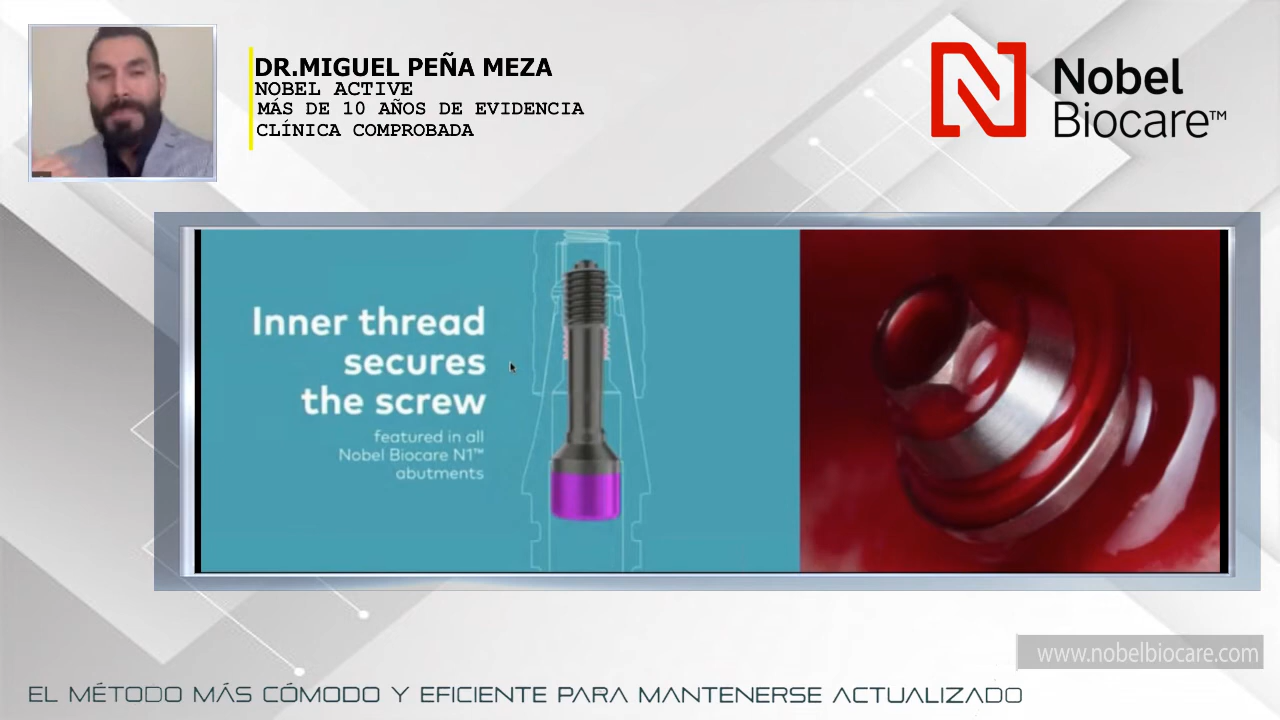 DR.MIGUEL PEÑA MEZA
NOBEL ACTIVE
MÁS DE 10 AÑOS DE EVIDENCIA
CLÍNICA COMPROBADA
Nobel
Biocare™
Inner thread
secures
the screw
featured in all
Nobel Biocare N1™
abutments
www.nobelbiocare.com
EL MÉTODO MÁS CÓMODO Y EFICIENTE PARA MANTENERSE ACTUALIZADO